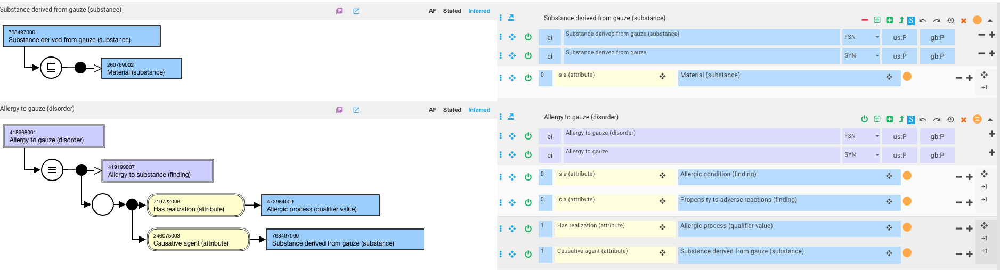 Substance derived from gauze (substance)
AF Stated Inferred
768497000
Substance derived from gauze (substance)
260769002
Material (substance)
Allergy to gauze (disorder)
AF Stated Inferred
418968001
Allergy to gauze (disorder)
419199007
Allergy to substance (finding)
719722006
Has realization (attribute)
472964009
Allergic process (qualifier value)
246075003
Causative agent (attribute)
768497000
Substance derived from gauze (substance)
Substance derived from gauze (substance)
S
ci Substance derived from gauze (substance) FSN us:P gb:P
ci Substance derived from gauze SYN us:P gb:P
0 Is a (attribute) Material (substance)
+1
Allergy to gauze (disorder)
S
ci Allergy to gauze (disorder) FSN us:P gb:P
ci Allergy to gauze SYN us:P gb:P
0 Is a (attribute) Allergic condition (finding)
+1
0 Is a (attribute) Propensity to adverse reactions (finding)
+1
1 Has realization (attribute) Allergic process (qualifier value)
+1
1 Causative agent (attribute) Substance derived from gauze (substance)
+1